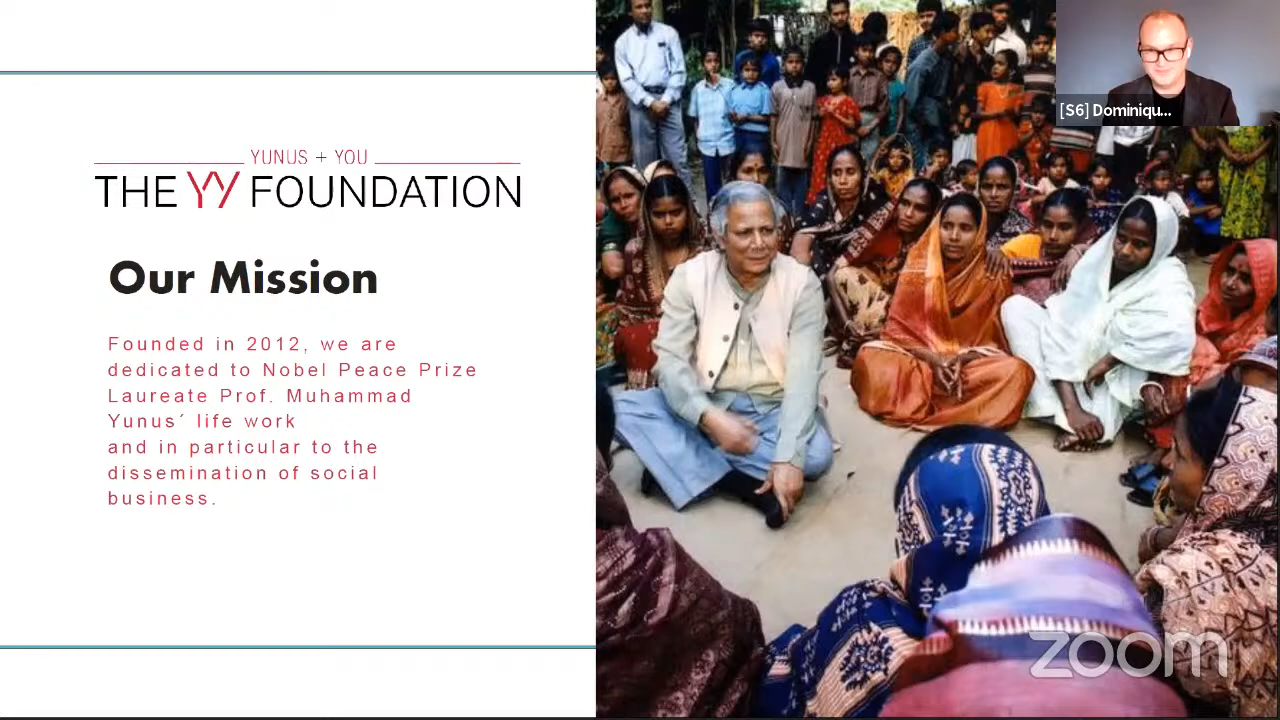 YUNUS + YOU
THE YY FOUNDATION
Our Mission
Founded in 2012, we are
dedicated to Nobel Peace Prize
Laureate Prof. Muhammad
Yunus´ life work
and in particular to the
dissemination of social
business.
[S6] Dominiqu...
zoom